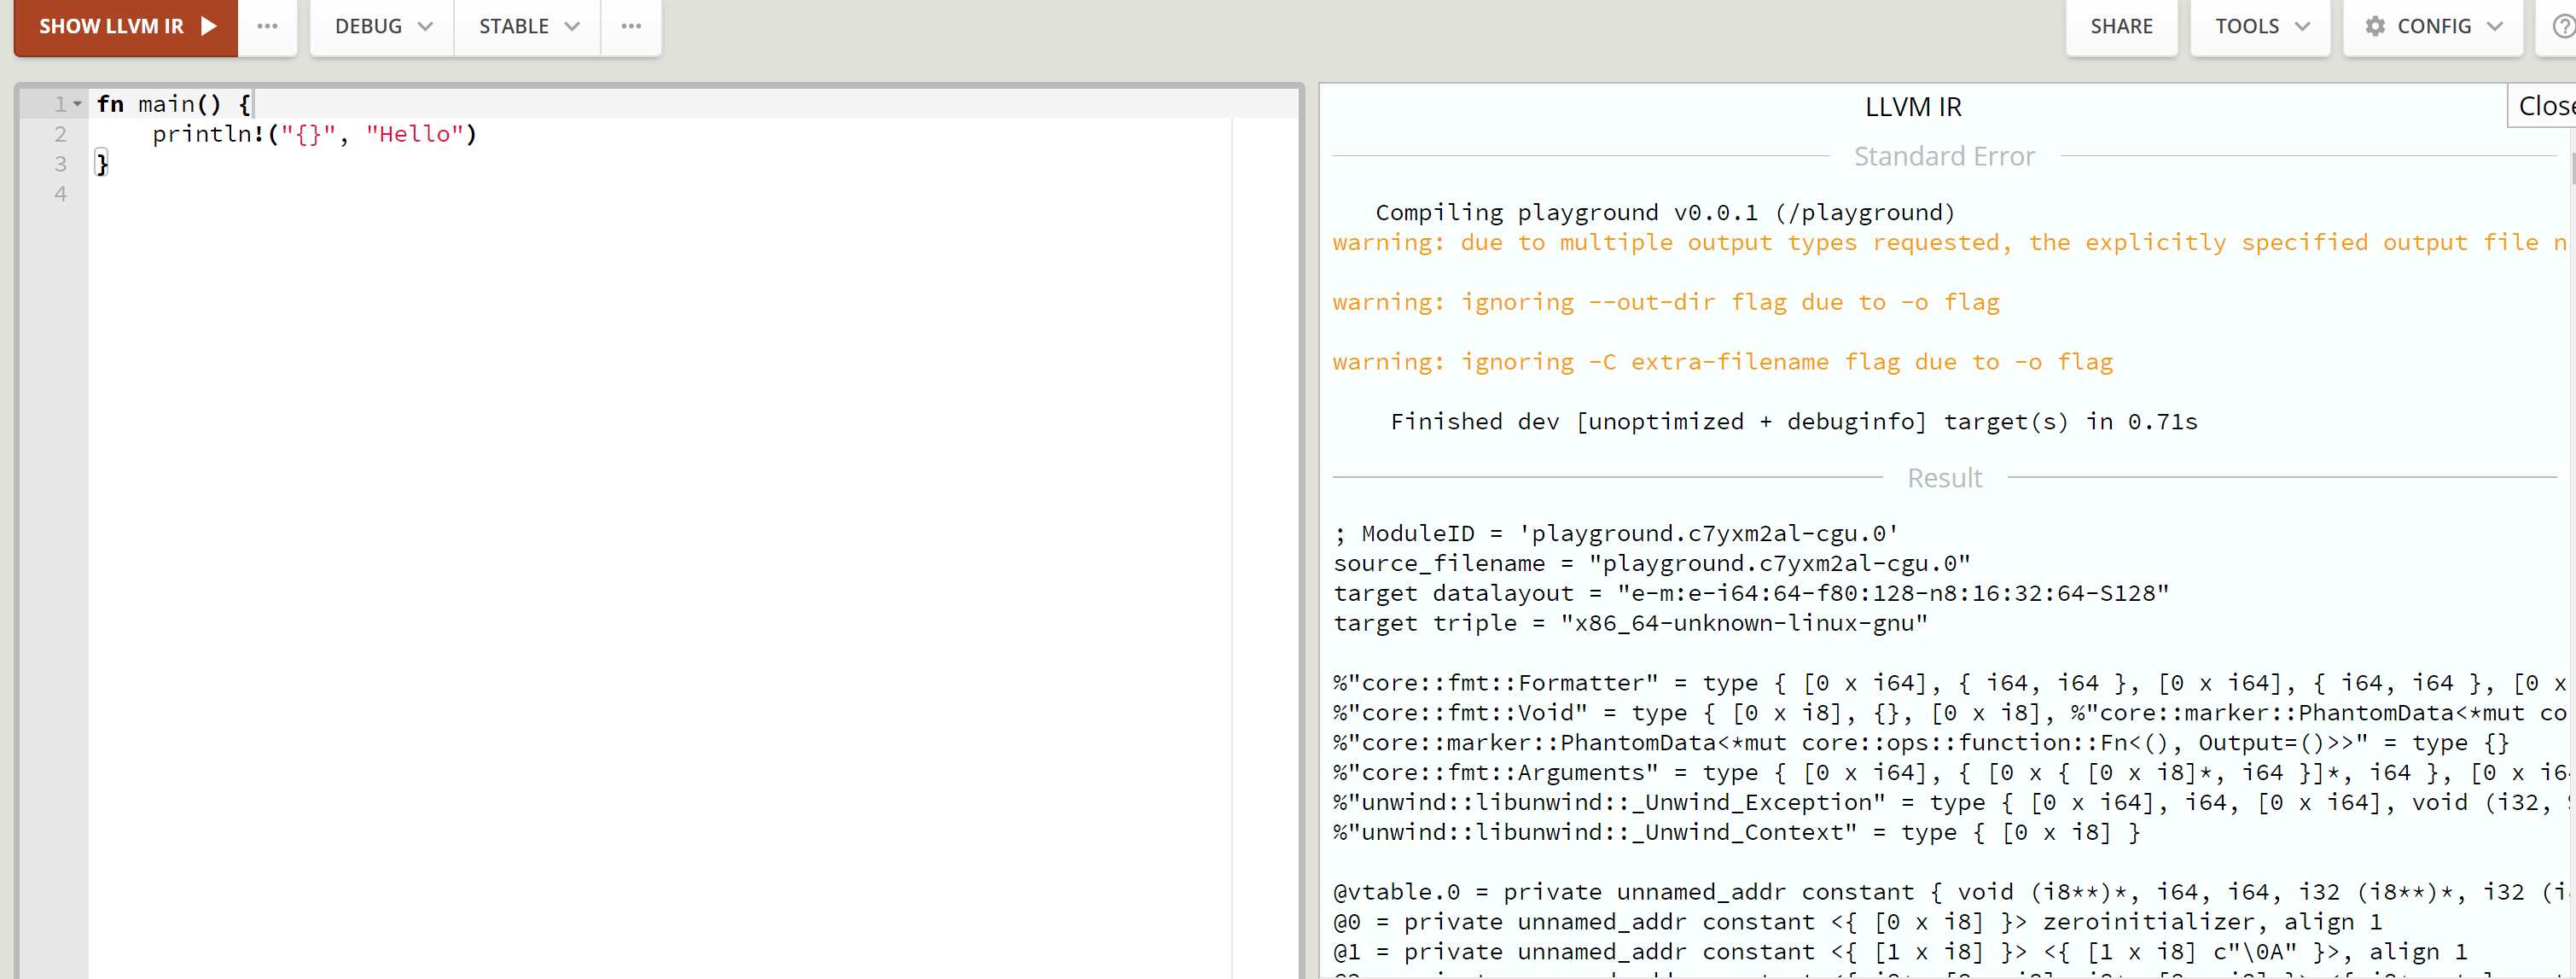 SHOW LLVM IR
DEBUG
STABLE
SHARE
TOOLS
CONFIG
1 fn main() {
2 println!("{}", "Hello")
3 }
4
LLVM IR
Close
Standard Error
Compiling playground v0.0.1 (/playground)
warning: due to multiple output types requested, the explicitly specified output file n
warning: ignoring --out-dir flag due to -o flag
warning: ignoring -C extra-filename flag due to -o flag
Finished dev [unoptimized + debuginfo] target(s) in 0.71s
Result
; ModuleID = 'playground.c7yxm2al-cgu.0'
source_filename = "playground.c7yxm2al-cgu.0"
target datalayout = "e-m:e-i64:64-f80:128-n8:16:32:64-S128"
target triple = "x86_64-unknown-linux-gnu"
%"core::fmt::Formatter" = type { [0 x i64], { i64, i64 }, [0 x i64], { i64, i64 }, [0 x
%"core::fmt::Void" = type { [0 x i8], {}, [0 x i8], %"core::marker::PhantomData<*mut co
%"core::marker::PhantomData<*mut core::ops::function::Fn<(), Output=()>>" = type {}
%"core::fmt::Arguments" = type { [0 x i64], { [0 x { [0 x i8]*, i64 }]*, i64 }, [0 x i6
%"unwind::libunwind::_Unwind_Exception" = type { [0 x i64], i64, [0 x i64], void (i32,
%"unwind::libunwind::_Unwind_Context" = type { [0 x i8] }
@vtable.0 = private unnamed_addr constant { void (i8**)*, i64, i64, i32 (i8**)*, i32 (i
@0 = private unnamed_addr constant <{ [0 x i8] }> zeroinitializer, align 1
@1 = private unnamed_addr constant <{ [1 x i8] }> <{ [1 x i8] c"\0A" }>, align 1